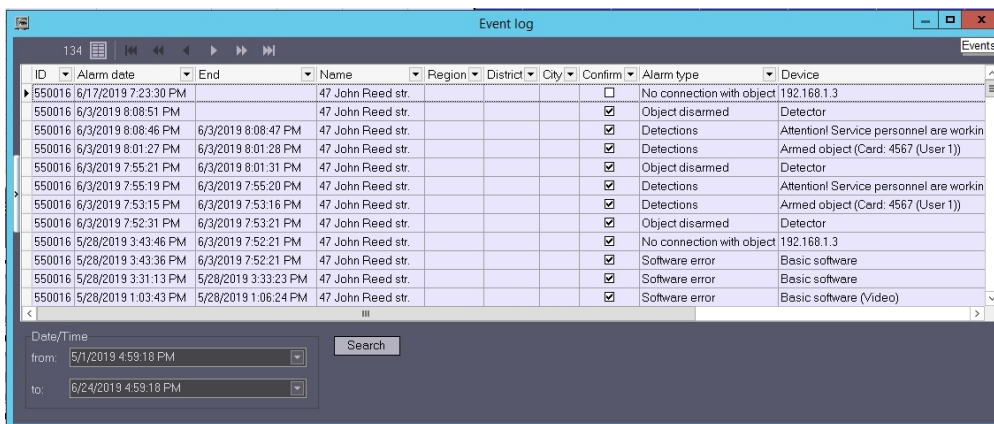 Event log
134
Events
ID Alarm date End Name Region District City Confirm Alarm type Device
550016 6/17/2019 7:23:30 PM 47 John Reed str. No connection with object 192.168.1.3
550016 6/3/2019 8:08:51 PM 47 John Reed str. Object disarmed Detector
550016 6/3/2019 8:08:46 PM 6/3/2019 8:08:47 PM 47 John Reed str. Detections Attention! Service personnel are workin
550016 6/3/2019 8:01:27 PM 6/3/2019 8:01:28 PM 47 John Reed str. Detections Armed object (Card: 4567 (User 1))
550016 6/3/2019 7:55:21 PM 6/3/2019 8:01:31 PM 47 John Reed str. Object disarmed Detector
550016 6/3/2019 7:55:19 PM 6/3/2019 7:55:20 PM 47 John Reed str. Detections Attention! Service personnel are workin
550016 6/3/2019 7:53:15 PM 6/3/2019 7:53:16 PM 47 John Reed str. Detections Armed object (Card: 4567 (User 1))
550016 6/3/2019 7:52:31 PM 6/3/2019 7:53:21 PM 47 John Reed str. Object disarmed Detector
550016 5/28/2019 3:43:46 PM 6/3/2019 7:52:21 PM 47 John Reed str. No connection with object 192.168.1.3
550016 5/28/2019 3:43:36 PM 6/3/2019 7:52:21 PM 47 John Reed str. Software error Basic software
550016 5/28/2019 3:31:13 PM 5/28/2019 3:33:23 PM 47 John Reed str. Software error Basic software
550016 5/28/2019 1:03:43 PM 5/28/2019 1:06:24 PM 47 John Reed str. Software error Basic software (Video)
Date/Time
from: 5/1/2019 4:59:18 PM
Search
to: 6/24/2019 4:59:18 PM